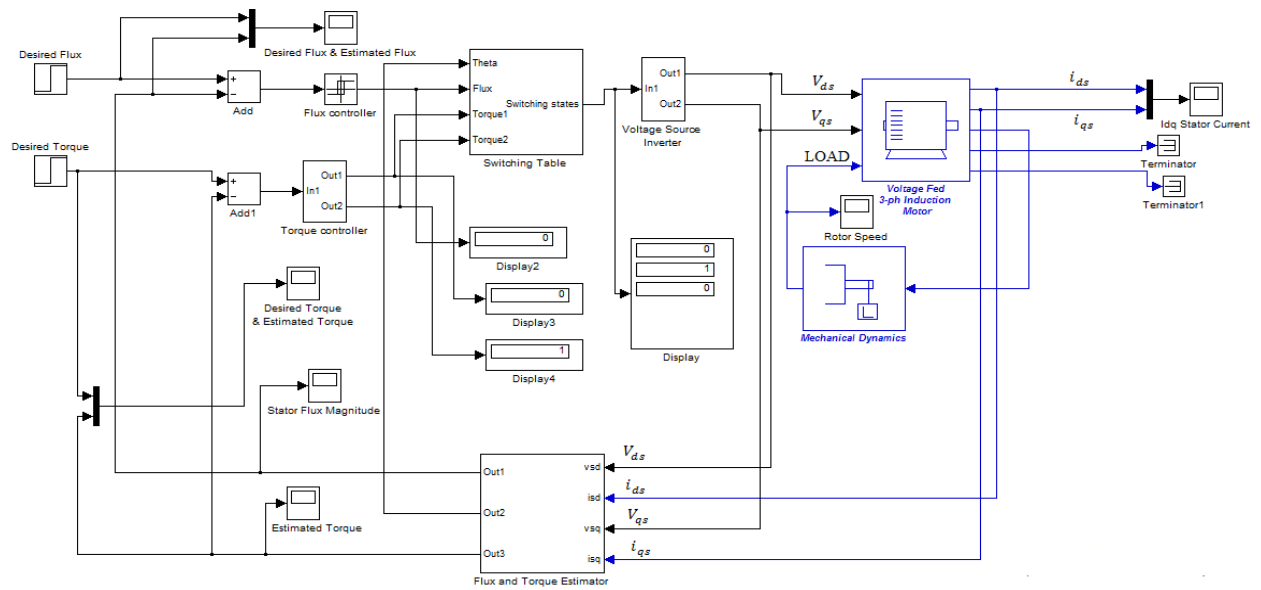 Desired Flux
Desired Flux & Estimated Flux
+
−
Add
Flux controller
Theta
Flux
Torque1
Torque2
Switching states
Switching Table
In1
Out1
Out2
Voltage Source
Inverter
V_ds
V_qs
LOAD
Voltage Fed
3-ph Induction
Motor
i_ds
i_qs
Idq Stator Current
Terminator
Terminator1
Desired Torque
+
−
Add1
In1
Out1
Out2
Torque controller
Rotor Speed
0
Display2
0
Display3
1
Display4
0
1
0
Display
Mechanical Dynamics
Desired Torque
& Estimated Torque
Stator Flux Magnitude
Estimated Torque
Out1
Out2
Out3
vsd
isd
vsq
isq
V_ds
i_ds
V_qs
i_qs
Flux and Torque Estimator